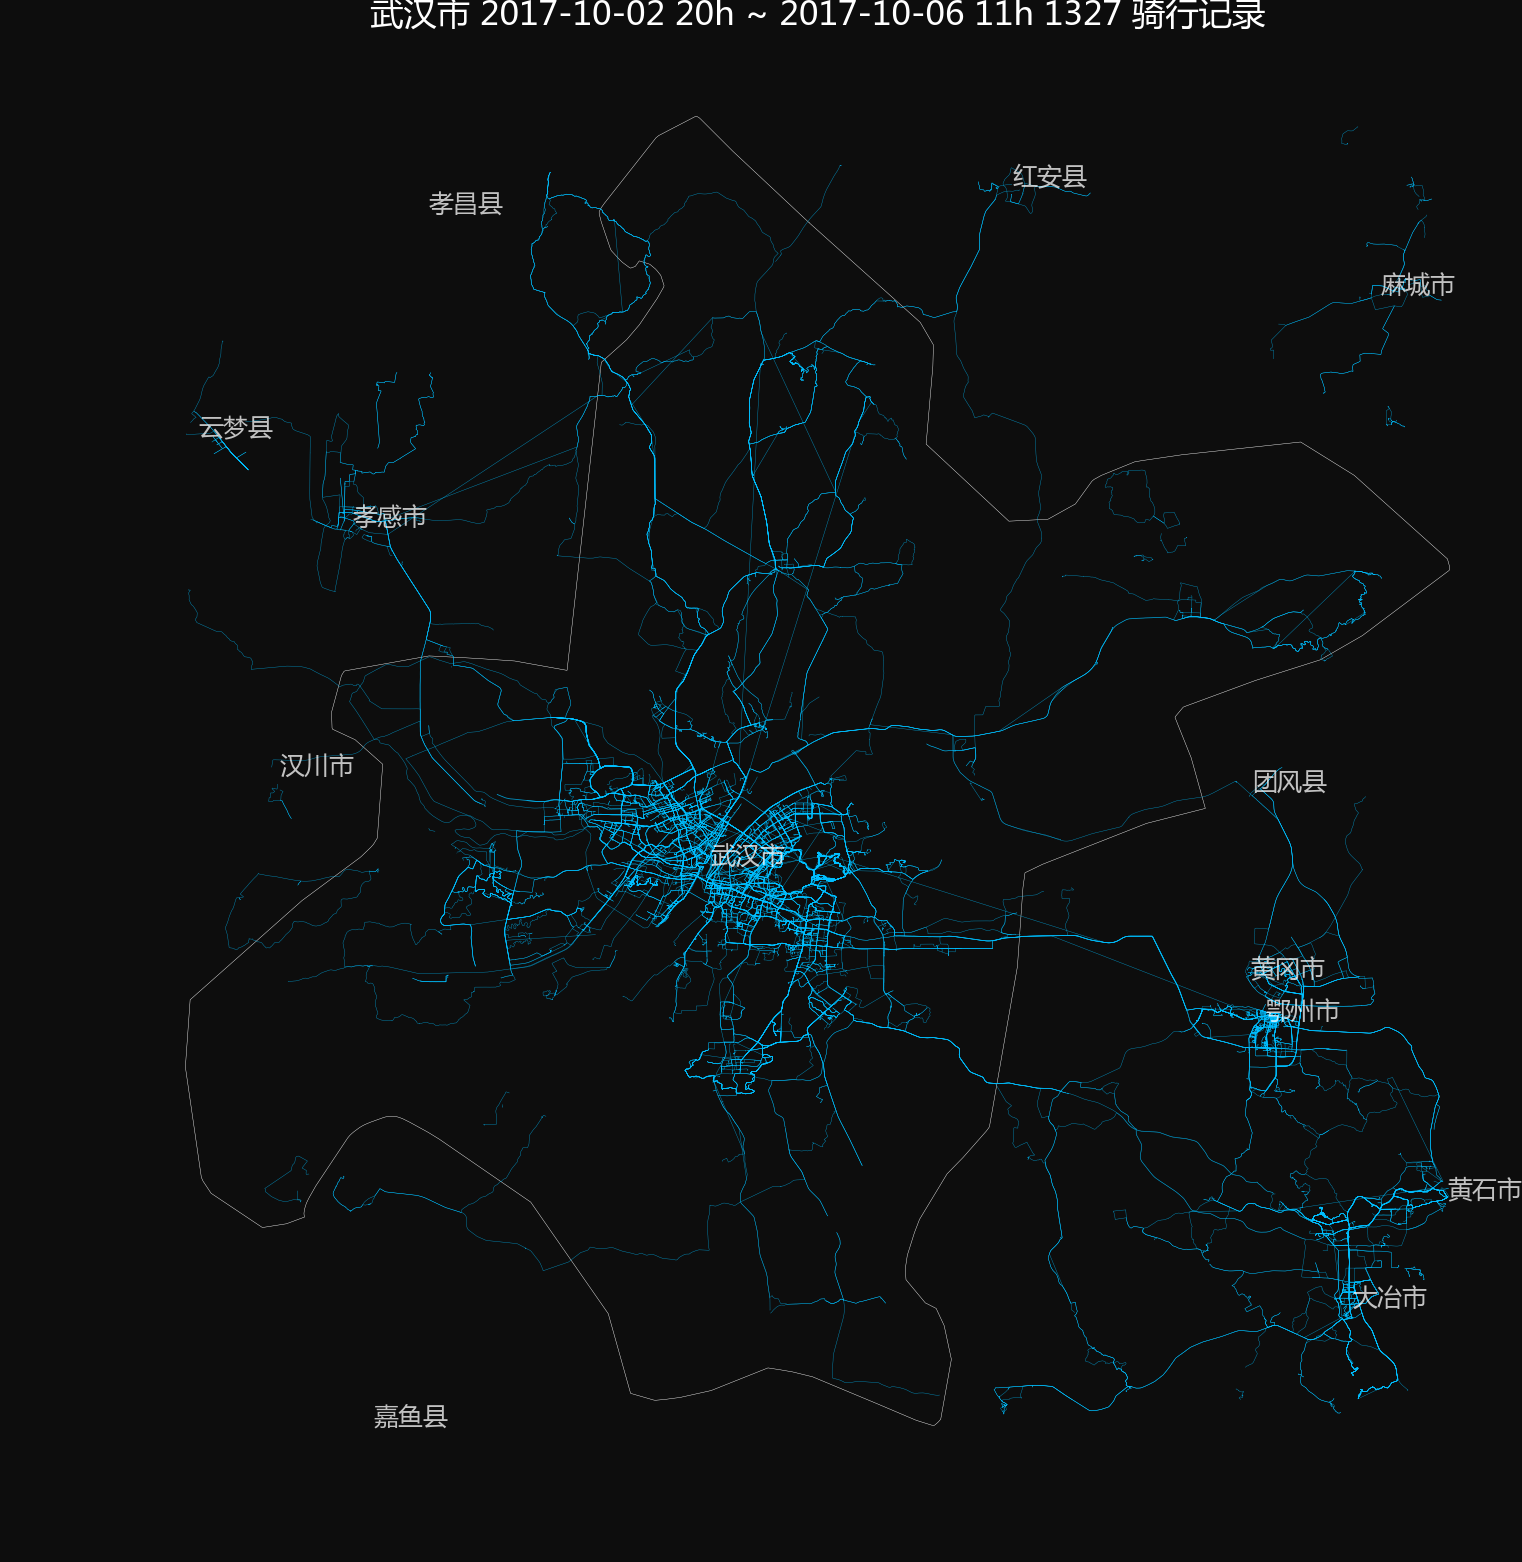 武汉市 2017-10-02 20h ~ 2017-10-06 11h 1327 骑行记录
红安县
孝昌县
麻城市
云梦县
孝感市
汉川市
团风县
武汉市
黄冈市
鄂州市
黄石市
大冶市
嘉鱼县